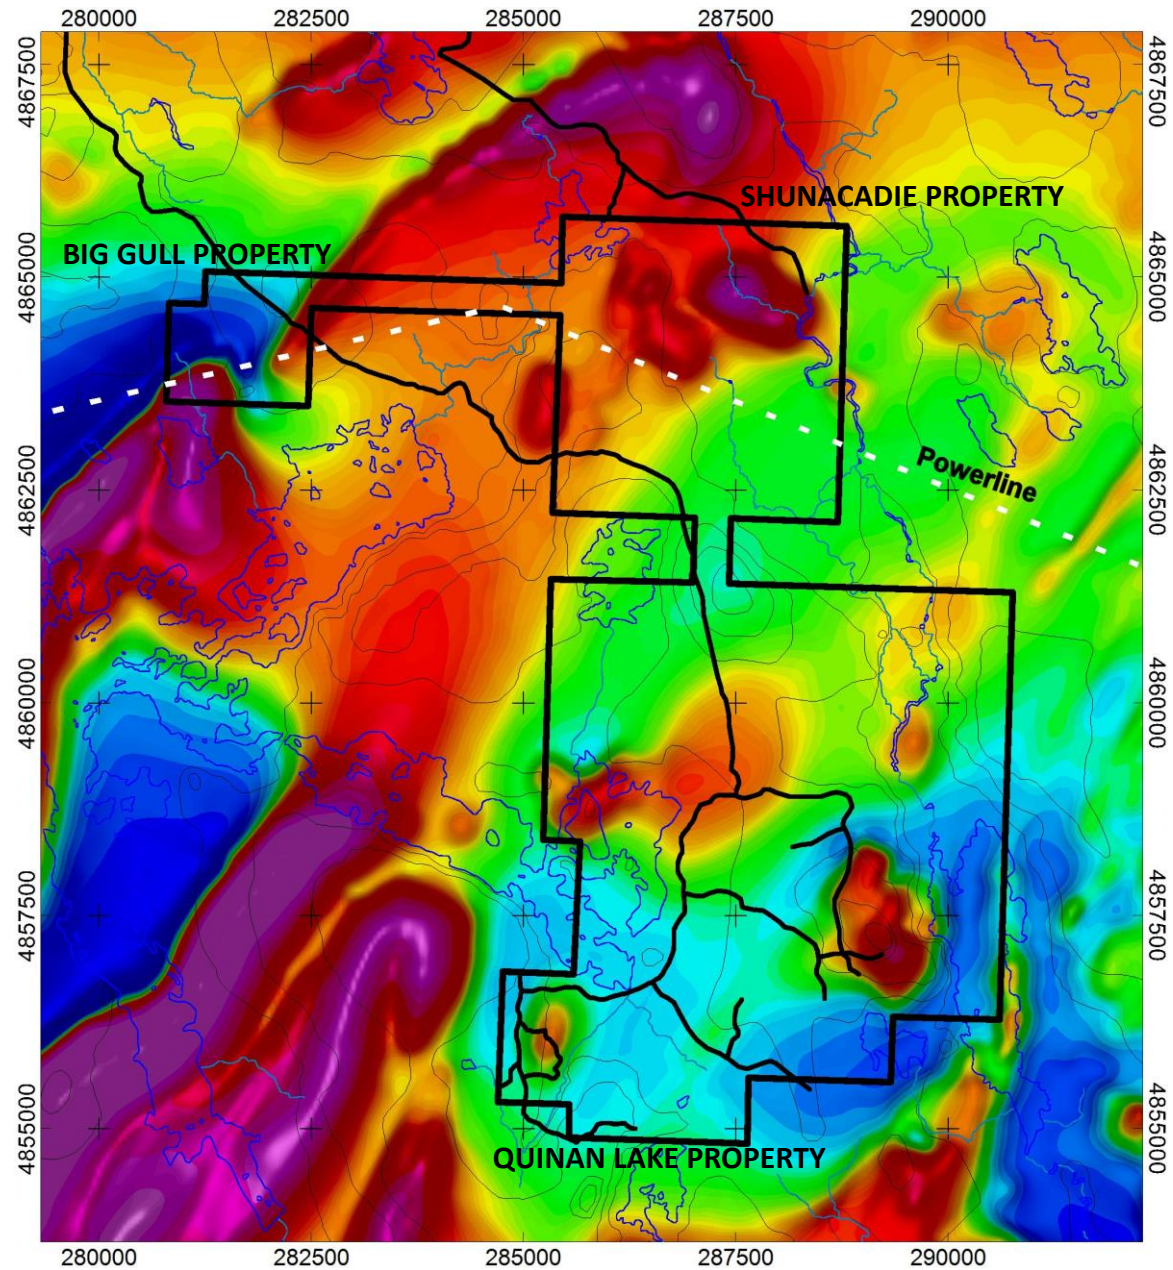 280000 282500 285000 287500 290000
4867500 4867500
SHUNACADIE PROPERTY
BIG GULL PROPERTY
4865000 4865000
Powerline
4862500 4862500
4860000 4860000
4857500 4857500
4855000 4855000
QUINAN LAKE PROPERTY
280000 282500 285000 287500 290000